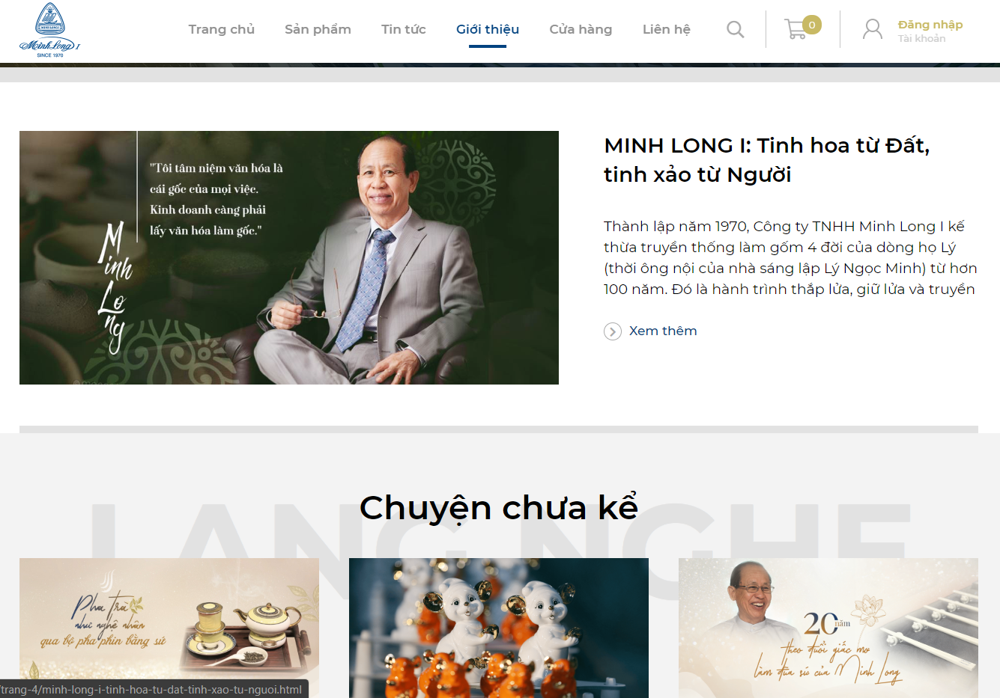 MINH LONG I
Minh Long I
SINCE 1970
Trang chủ
Sản phẩm
Tin tức
Giới thiệu
Cửa hàng
Liên hệ
0
Đăng nhập
Tài khoản
"Tôi tâm niệm văn hóa là
cái gốc của mọi việc.
Kinh doanh càng phải
lấy văn hóa làm gốc."
Minh
Long
MINH LONG I: Tinh hoa từ Đất,
tinh xảo từ Người
Thành lập năm 1970, Công ty TNHH Minh Long I kế
thừa truyền thống làm gốm 4 đời của dòng họ Lý
(thời ông nội của nhà sáng lập Lý Ngọc Minh) từ hơn
100 năm. Đó là hành trình thắp lửa, giữ lửa và truyền
Xem thêm
LANG NGHE
Chuyện chưa kể
Pha trà
như nghệ nhân
qua bộ pha phin bằng sứ
20 năm
theo đuổi giấc mơ
làm đũa sứ của Minh Long
/trang-4/minh-long-i-tinh-hoa-tu-dat-tinh-xao-tu-nguoi.html